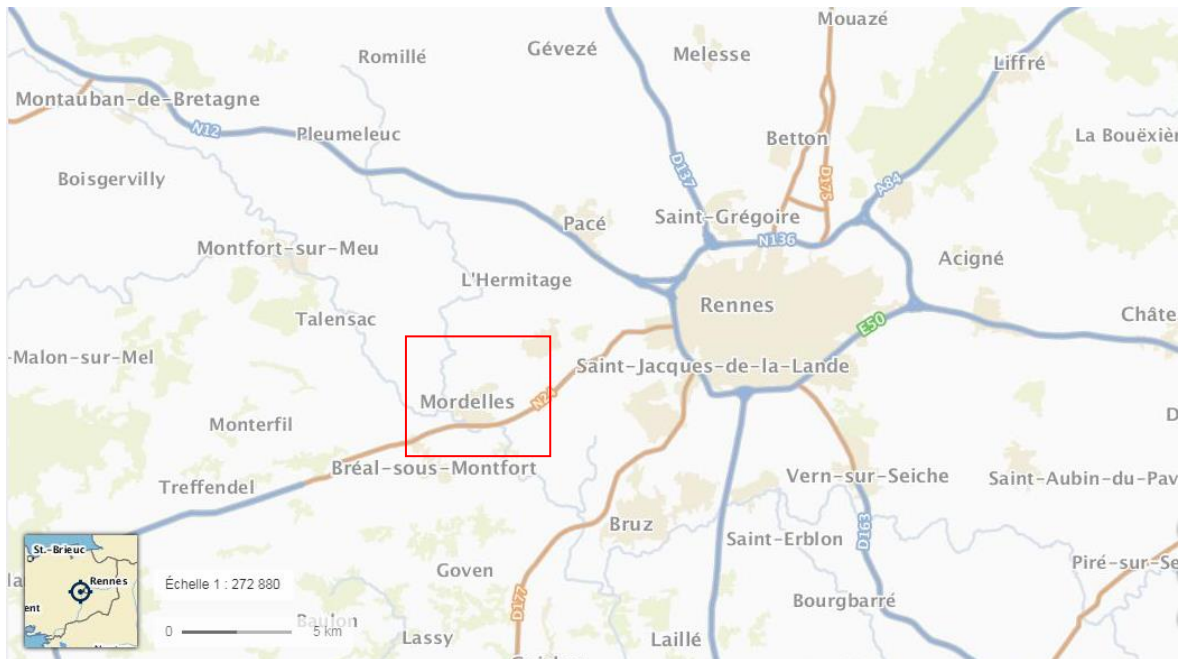 Mouazé
Romillé
Gévezé
Melesse
Liffré
Montauban-de-Bretagne
N12
Pleumeleuc
Betton
La Bouëxièr
D137
D175
A84
Boisgervilly
Pacé
Saint-Grégoire
N136
Montfort-sur-Meu
Acigné
L'Hermitage
Talensac
Rennes
E50
Châte
-Malon-sur-Mel
Saint-Jacques-de-la-Lande
Mordelles
N24
Monterfil
D
Bréal-sous-Montfort
Treffendel
Vern-sur-Seiche
Saint-Aubin-du-Pav
Bruz
D163
Saint-Erblon
St.-Brieuc
Rennes
ent
Échelle 1 : 272 880
Goven
Piré-sur-Se
D177
Bourgbarré
Baulon
0 5 km
Lassy
Laillé